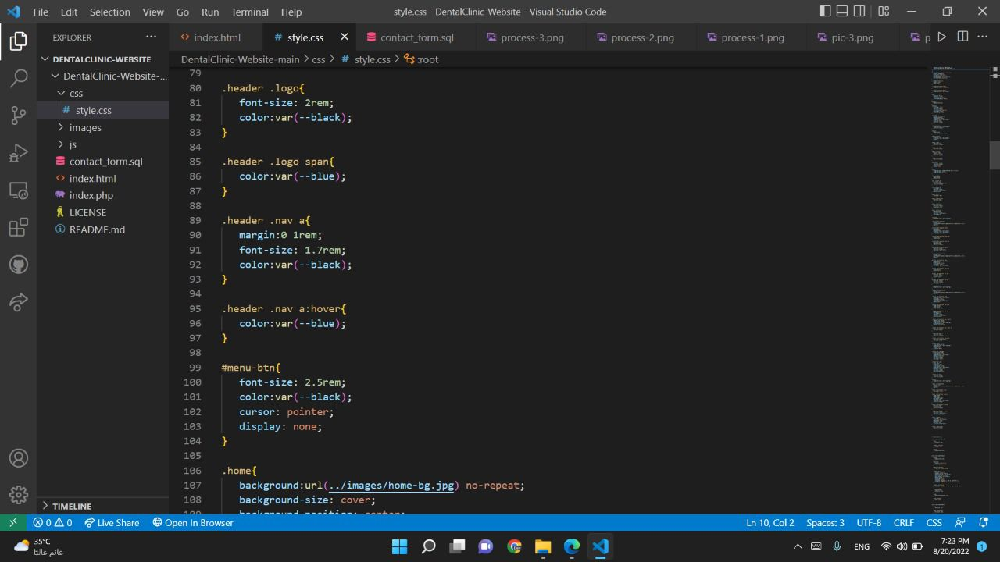 File Edit Selection View Go Run Terminal Help
style.css - DentalClinic-Website - Visual Studio Code
EXPLORER
DENTALCLINIC-WEBSITE
DentalClinic-Website-...
css
# style.css
images
js
contact_form.sql
index.html
index.php
LICENSE
README.md
TIMELINE
index.html
# style.css
contact_form.sql
process-3.png
process-2.png
process-1.png
pic-3.png
p
DentalClinic-Website-main > css > # style.css > :root
79
80 .header .logo{
81 font-size: 2rem;
82 color:var(--black);
83 }
84
85 .header .logo span{
86 color:var(--blue);
87 }
88
89 .header .nav a{
90 margin:0 1rem;
91 font-size: 1.7rem;
92 color:var(--black);
93 }
94
95 .header .nav a:hover{
96 color:var(--blue);
97 }
98
99 #menu-btn{
100 font-size: 2.5rem;
101 color:var(--black);
102 cursor: pointer;
103 display: none;
104 }
105
106 .home{
107 background:url(../images/home-bg.jpg) no-repeat;
108 background-size: cover;
109
0 0 Live Share Open In Browser
Ln 10, Col 2 Spaces: 3 UTF-8 CRLF CSS
35°C
غائم غالبًا
ENG
7:23 PM
8/20/2022
1